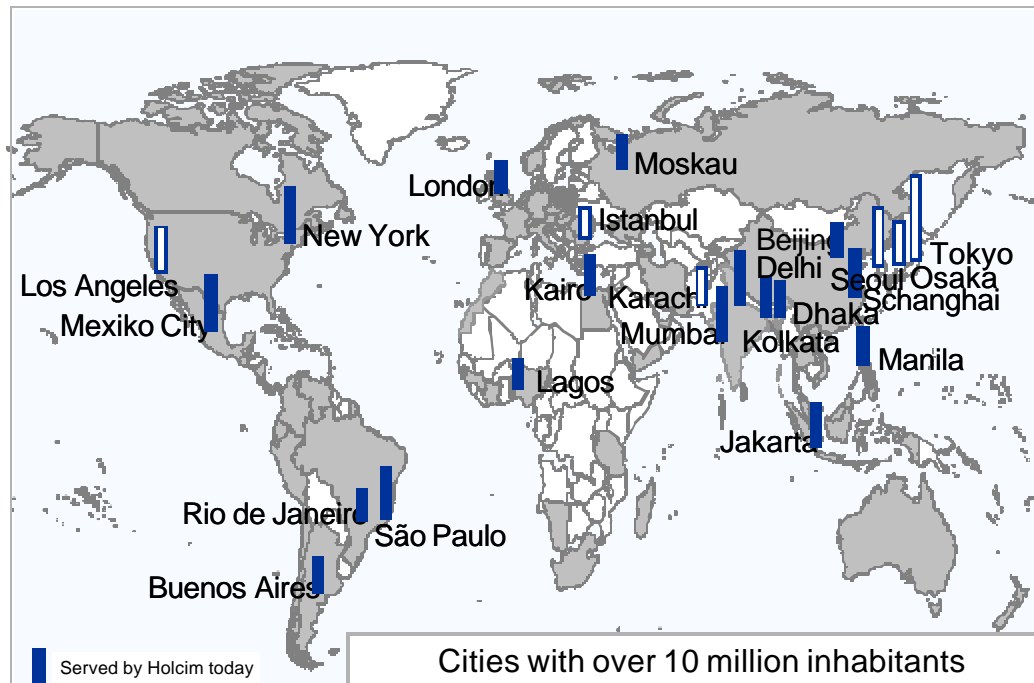 Moskau
London
Istanbul
New York
Beijing
Tokyo
Delhi
Seoul
Osaka
Los Angeles
Kairo
Karachi
Schanghai
Mexiko City
Mumbai
Dhaka
Kolkata
Manila
Lagos
Jakarta
Rio de Janeiro
São Paulo
Buenos Aires
Served by Holcim today
Cities with over 10 million inhabitants